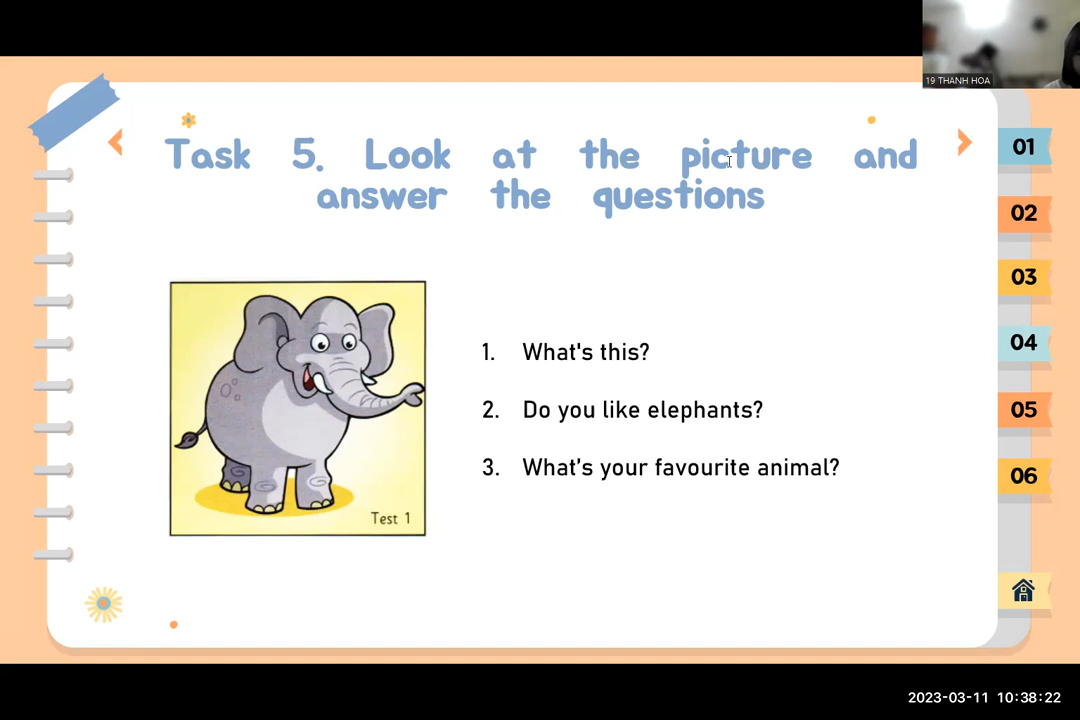 19 THANH HOA
Task 5. Look at the picture and
answer the questions
01
02
03
04
05
06
1. What's this?
2. Do you like elephants?
3. What's your favourite animal?
Test 1
2023-03-11 10:38:22